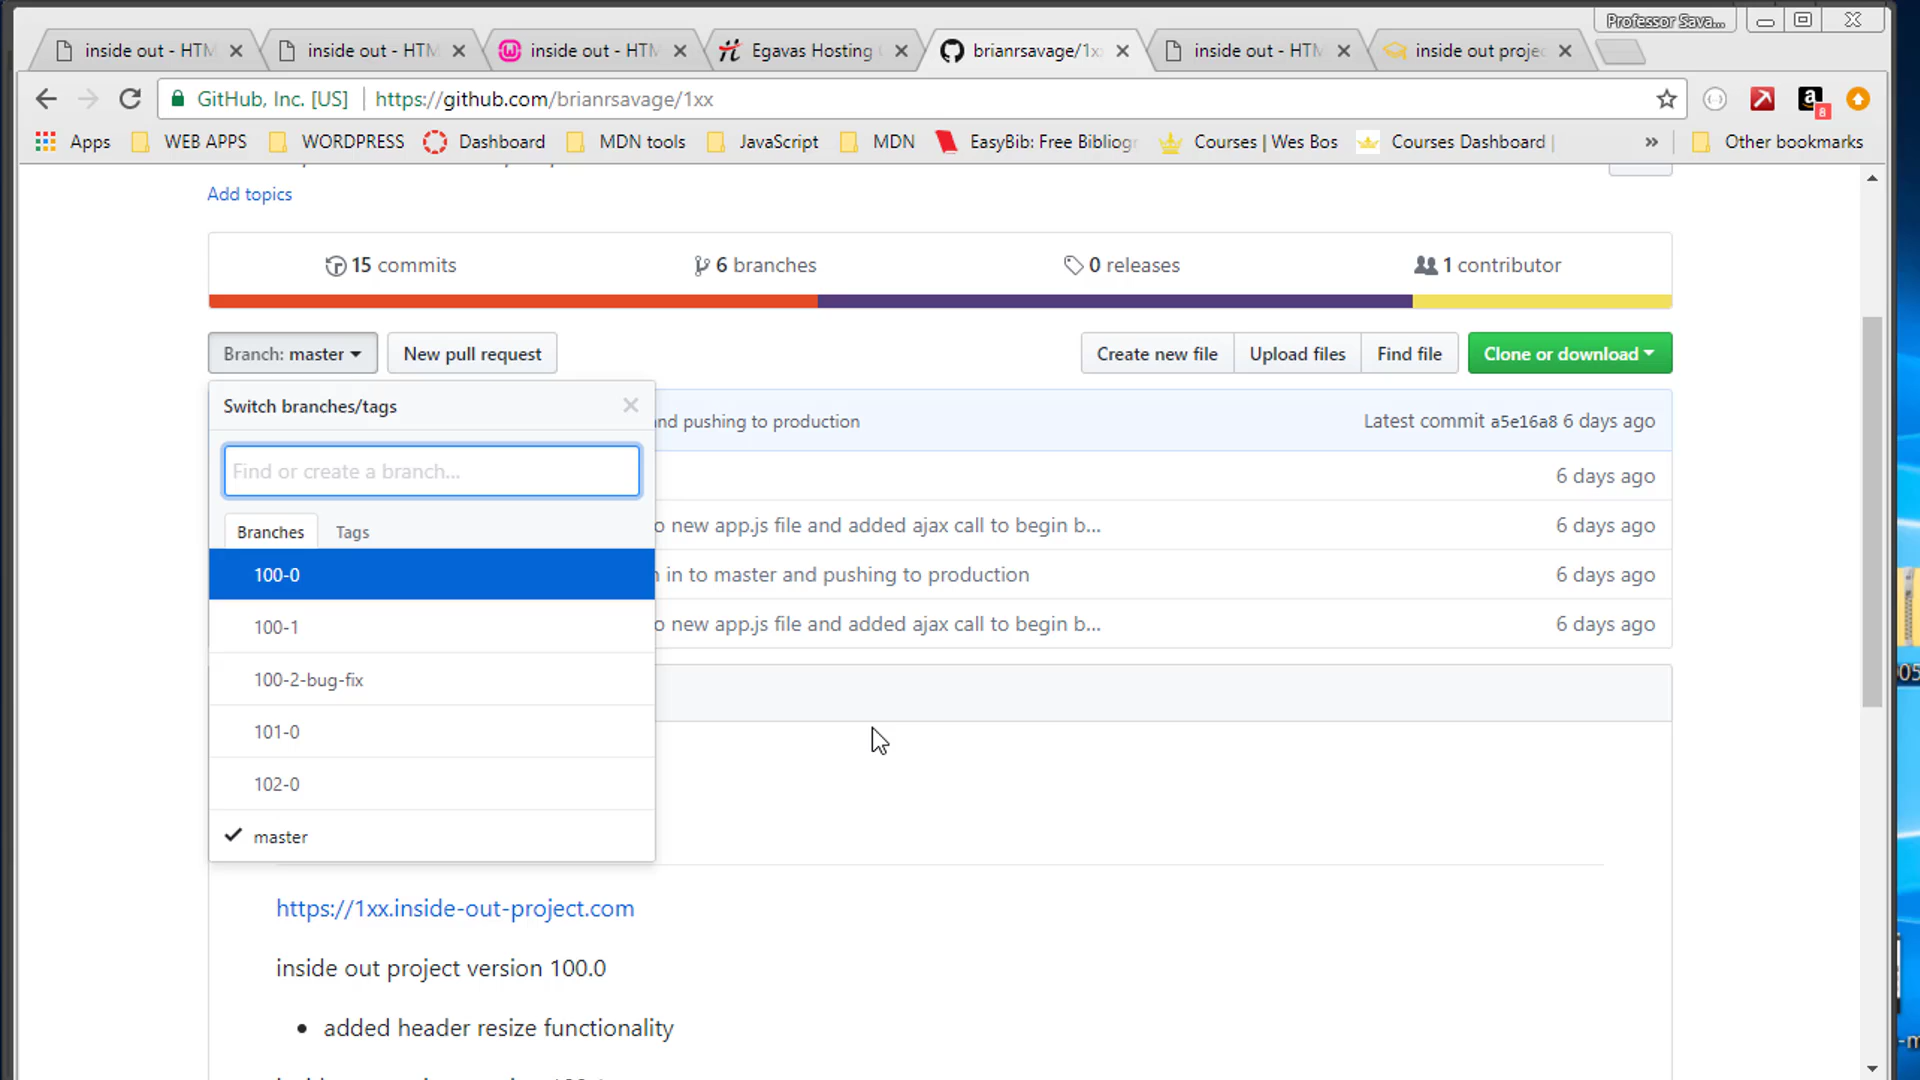 Professor Sava...
inside out - HTM
inside out - HTM
inside out - HTM
Egavas Hosting
brianrsavage/1x
inside out - HTM
inside out projec
GitHub, Inc. [US]
https://github.com/brianrsavage/1xx
8
Apps
WEB APPS
WORDPRESS
Dashboard
MDN tools
JavaScript
MDN
EasyBib: Free Bibliogr
Courses | Wes Bos
Courses Dashboard |
»
Other bookmarks
Add topics
15 commits
6 branches
0 releases
1 contributor
Branch: master
New pull request
Create new file
Upload files
Find file
Clone or download
Switch branches/tags
nd pushing to production
Latest commit a5e16a8 6 days ago
Find or create a branch...
6 days ago
Branches
Tags
o new app.js file and added ajax call to begin b...
6 days ago
100-0
in to master and pushing to production
6 days ago
100-1
o new app.js file and added ajax call to begin b...
6 days ago
100-2-bug-fix
101-0
102-0
master
https://1xx.inside-out-project.com
inside out project version 100.0
• added header resize functionality